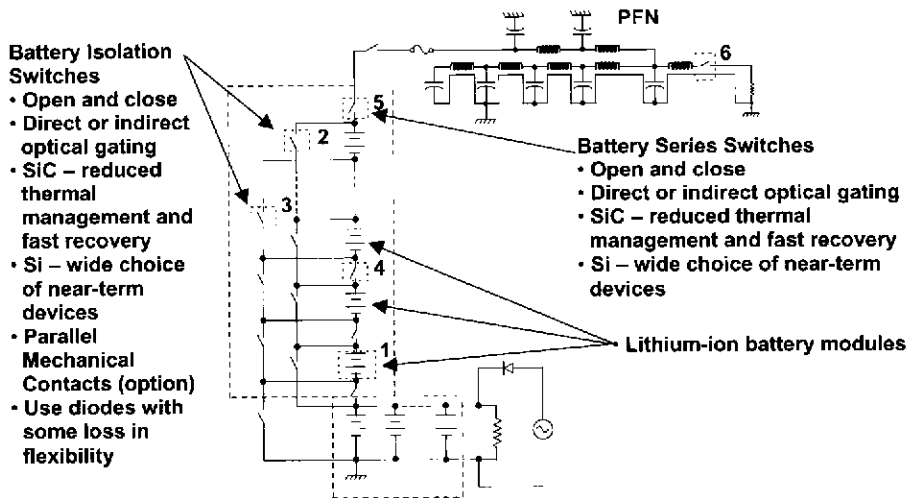 PFN
6
Battery Isolation
Switches
• Open and close
• Direct or indirect
optical gating
• SiC – reduced
thermal
management and
fast recovery
• Si – wide choice
of near-term
devices
• Parallel
Mechanical
Contacts (option)
• Use diodes with
some loss in
flexibility
5
2
3
4
1
Battery Series Switches
• Open and close
• Direct or indirect optical gating
• SiC – reduced thermal
management and fast recovery
• Si – wide choice of near-term
devices
Lithium-ion battery modules